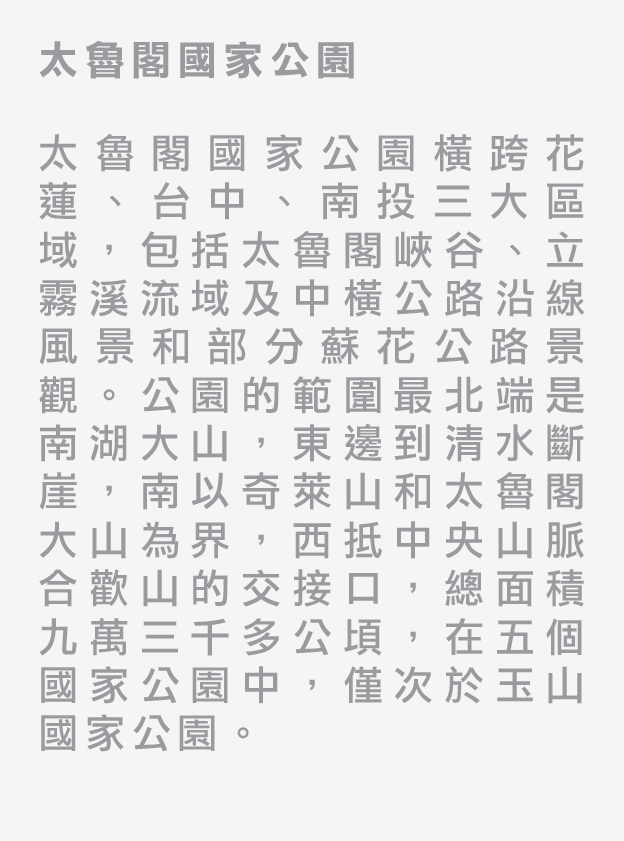 太魯閣國家公園
太魯閣國家公園橫跨花
蓮、台中、南投三大區
域，包括太魯閣峽谷、立
霧溪流域及中橫公路沿線
風景和部分蘇花公路景
觀。公園的範圍最北端是
南湖大山，東邊到清水斷
崖，南以奇萊山和太魯閣
大山為界，西抵中央山脈
合歡山的交接口，總面積
九萬三千多公頃，在五個
國家公園中，僅次於玉山
國家公園。